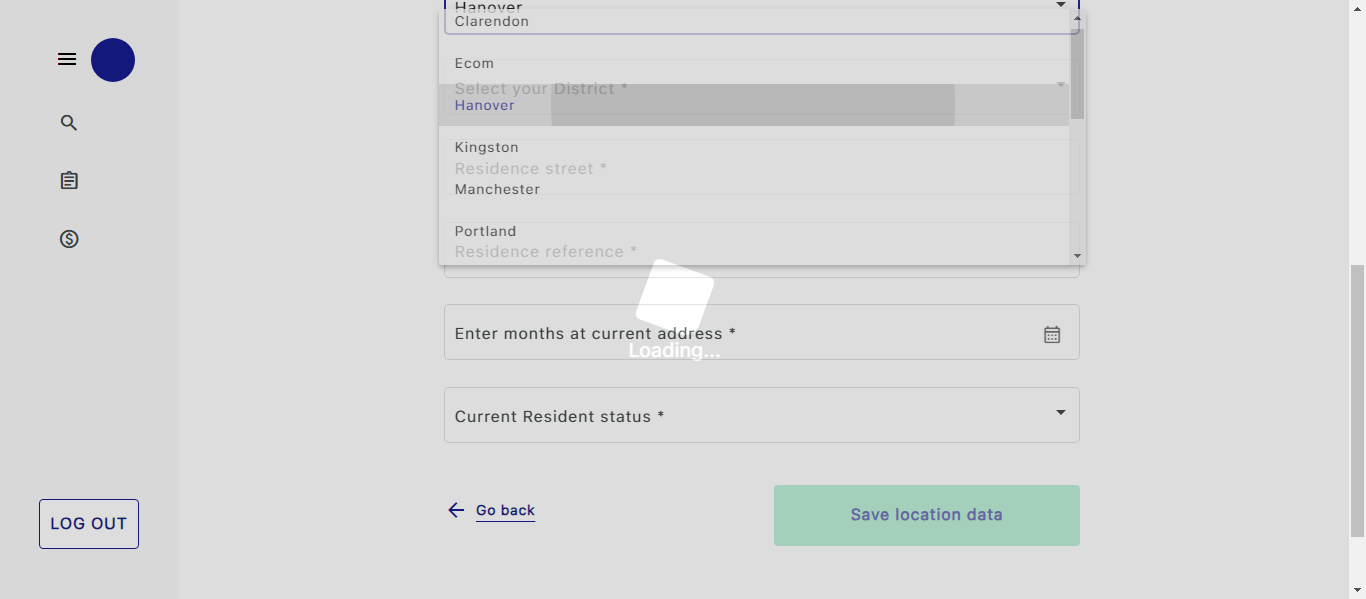 Hanover
Clarendon
Ecom
Select your District *
Hanover
Kingston
Residence street *
Manchester
Portland
Residence reference *
Enter months at current address *
Loading...
Current Resident status *
Go back
Save location data
LOG OUT